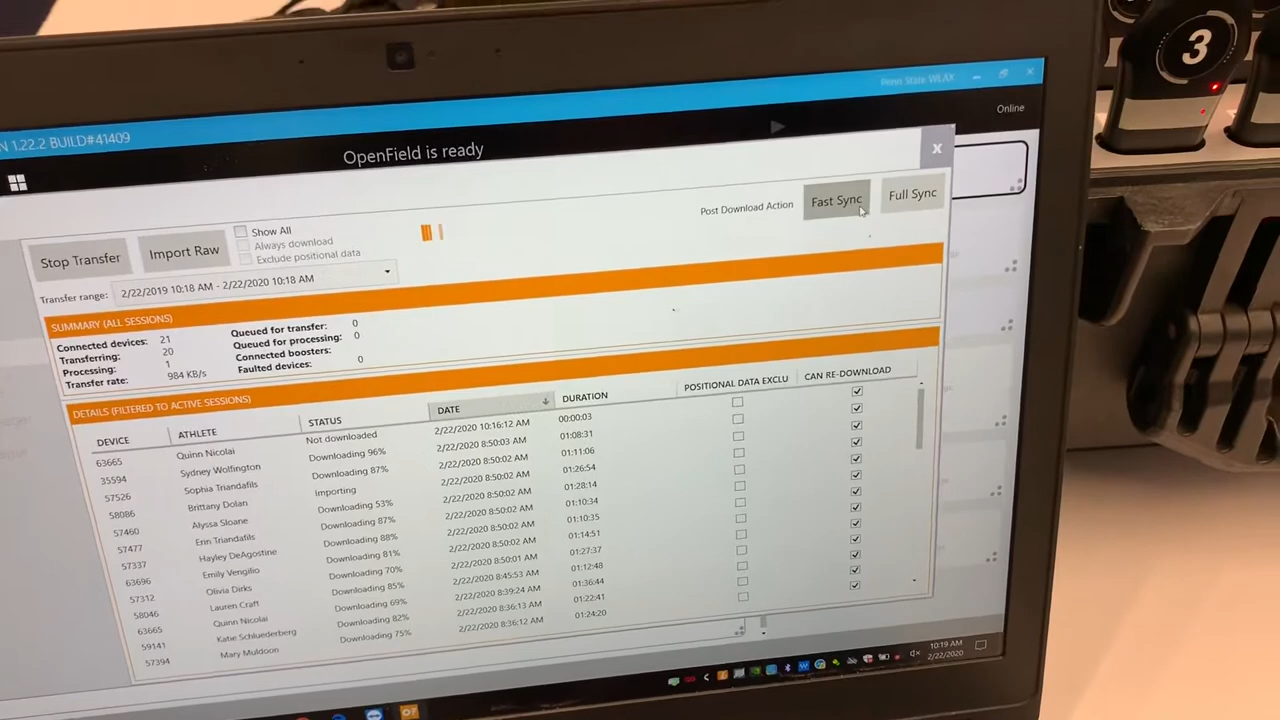 Penn State WLAX
3
N 1.22.2 BUILD#41409
Online
OpenField is ready
x
Post Download Action Fast Sync Full Sync
Stop Transfer Import Raw Show All
Always download
Exclude positional data
Transfer range: 2/22/2019 10:18 AM - 2/22/2020 10:18 AM
SUMMARY (ALL SESSIONS)
Connected devices: 21 Queued for transfer: 0
Transferring: 20 Queued for processing: 0
Processing: 1 Connected boosters:
Transfer rate: 984 KB/s Faulted devices: 0
DETAILS (FILTERED TO ACTIVE SESSIONS)
DEVICE ATHLETE STATUS DATE DURATION POSITIONAL DATA EXCLU CAN RE-DOWNLOAD
63665 Quinn Nicolai Not downloaded 2/22/2020 10:16:12 AM 00:00:03
35594 Sydney Wolfington Downloading 96% 2/22/2020 8:50:03 AM 01:08:31
57526 Sophia Triandafils Downloading 87% 2/22/2020 8:50:02 AM 01:11:06
58086 Brittany Dolan Importing 2/22/2020 8:50:02 AM 01:26:54
57460 Alyssa Sloane Downloading 53% 2/22/2020 8:50:02 AM 01:28:14
57477 Erin Triandafils Downloading 87% 2/22/2020 8:50:02 AM 01:10:34
57337 Hayley DeAgostine Downloading 88% 2/22/2020 8:50:02 AM 01:10:35
63696 Emily Vengilio Downloading 81% 2/22/2020 8:50:02 AM 01:14:51
57312 Olivia Dirks Downloading 70% 2/22/2020 8:50:01 AM 01:27:37
58046 Lauren Craft Downloading 85% 2/22/2020 8:45:53 AM 01:12:48
63665 Quinn Nicolai Downloading 69% 2/22/2020 8:39:24 AM 01:36:44
59141 Katie Schluederberg Downloading 82% 2/22/2020 8:36:13 AM 01:22:41
57394 Mary Muldoon Downloading 75% 2/22/2020 8:36:12 AM 01:24:20
10:19 AM
2/22/2020